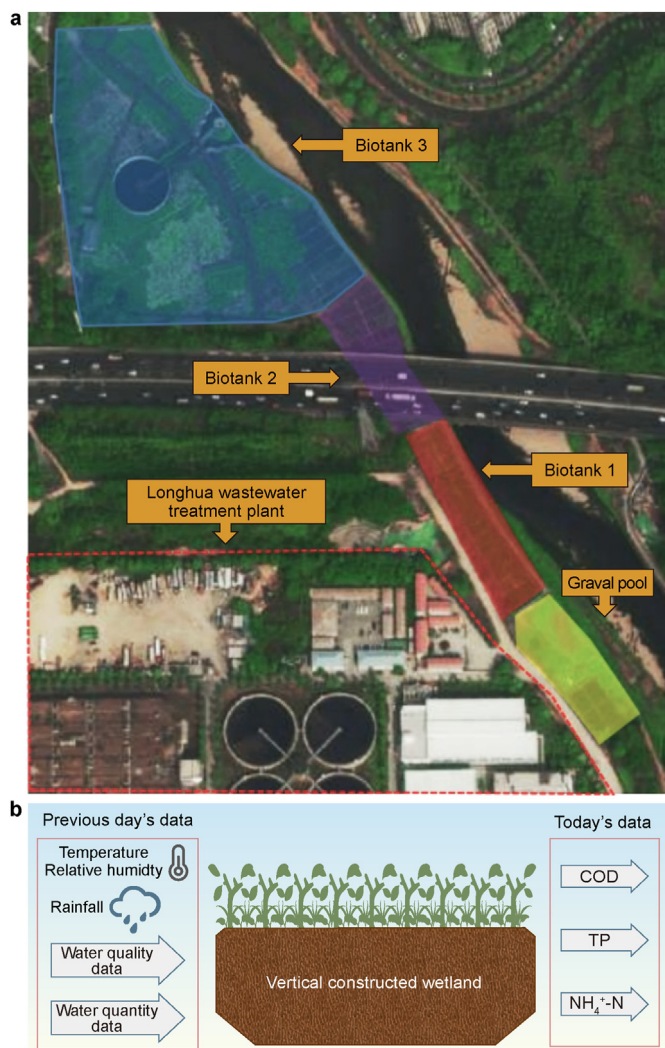 a
Biotank 3
Biotank 2
Biotank 1
Longhua wastewater
treatment plant
Graval pool
b
Previous day's data
Today's data
Temperature
Relative humidty
Rainfall
Water quality
data
Water quantity
data
Vertical constructed wetland
COD
TP
NH₄⁺-N